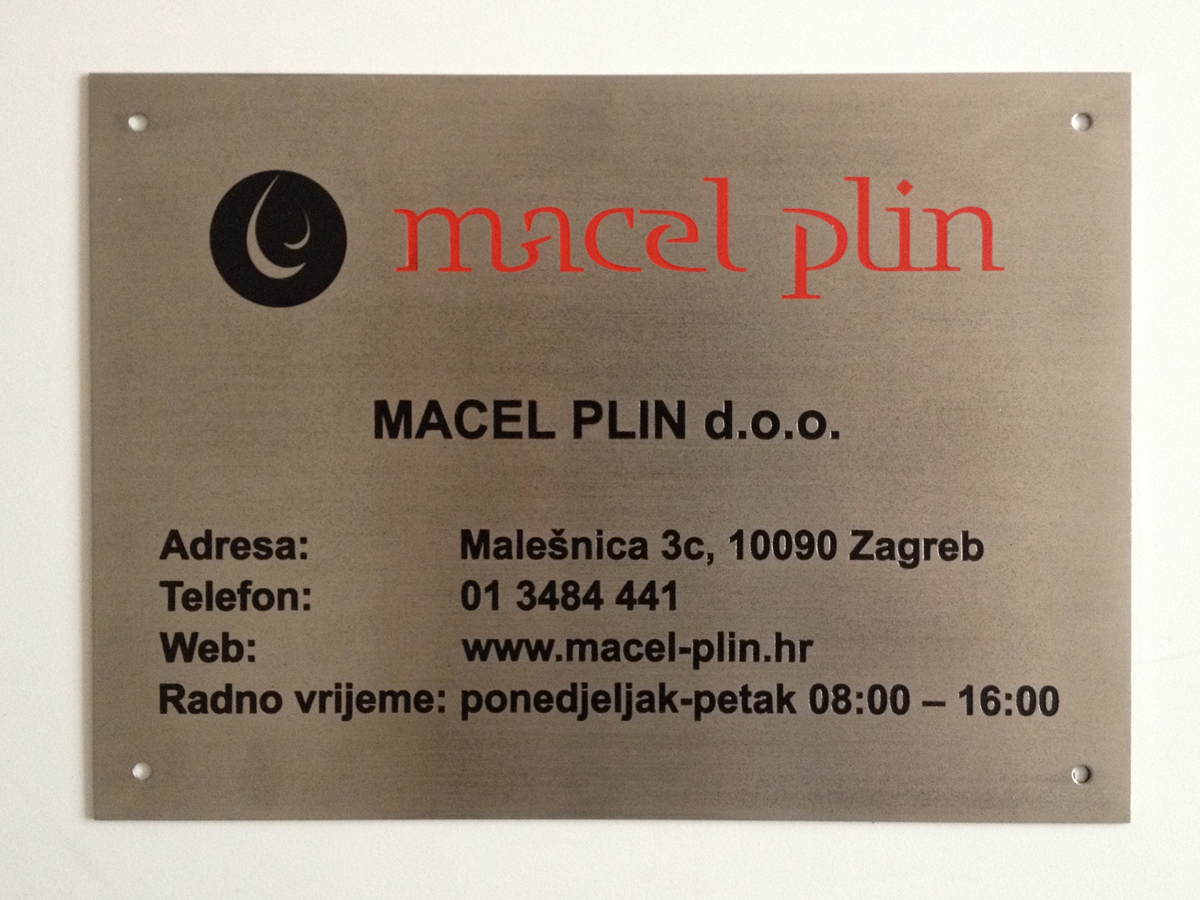 macel plin
MACEL PLIN d.o.o.
Adresa: Malešnica 3c, 10090 Zagreb
Telefon: 01 3484 441
Web: www.macel-plin.hr
Radno vrijeme: ponedjeljak-petak 08:00 – 16:00